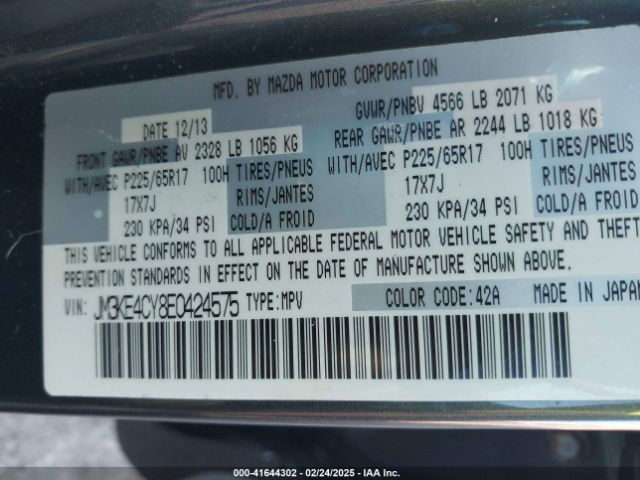 MFD. BY MAZDA MOTOR CORPORATION
DATE 12/13 GVWR/PNBV 4566 LB 2071 KG
FRONT GAWR/PNBE AV 2328 LB 1056 KG REAR GAWR/PNBE AR 2244 LB 1018 KG
WITH/AVEC P225/65R17 100H TIRES/PNEUS WITH/AVEC P225/65R17 100H TIRES/PNEUS
17X7J RIMS/JANTES 17X7J RIMS/JANTES
230 KPA/34 PSI COLD/A FROID 230 KPA/34 PSI COLD/A FROID
THIS VEHICLE CONFORMS TO ALL APPLICABLE FEDERAL MOTOR VEHICLE SAFETY AND THEFT
PREVENTION STANDARDS IN EFFECT ON THE DATE OF MANUFACTURE SHOWN ABOVE.
VIN: JM3KE4CY8E0424575 TYPE:MPV COLOR CODE:42A MADE IN JAPAN
000-41644302 - 02/24/2025 - IAA Inc.